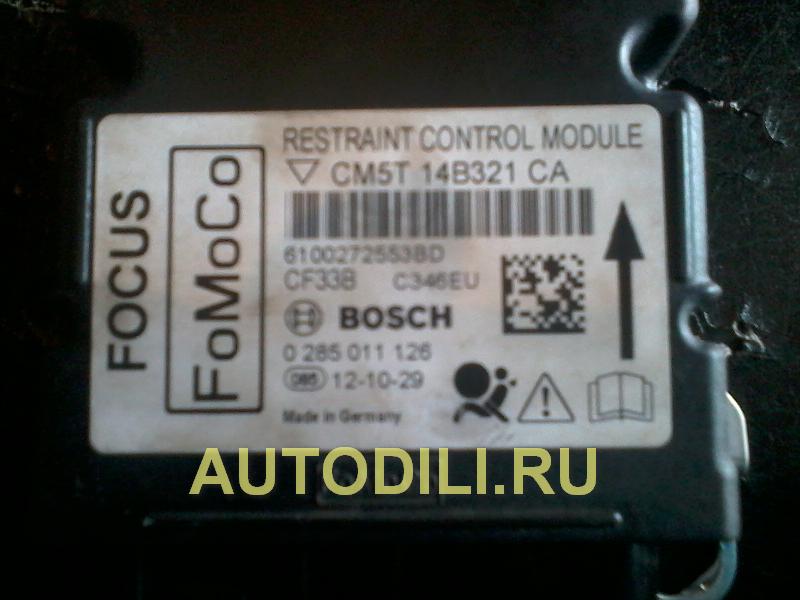 FOCUS
FoMoCo
RESTRAINT CONTROL MODULE
CM5T 14B321 CA
6100272553BD
CF33B C346EU
BOSCH
0 285 011 126
12-10-29
Made in Germany
AUTODILI.RU